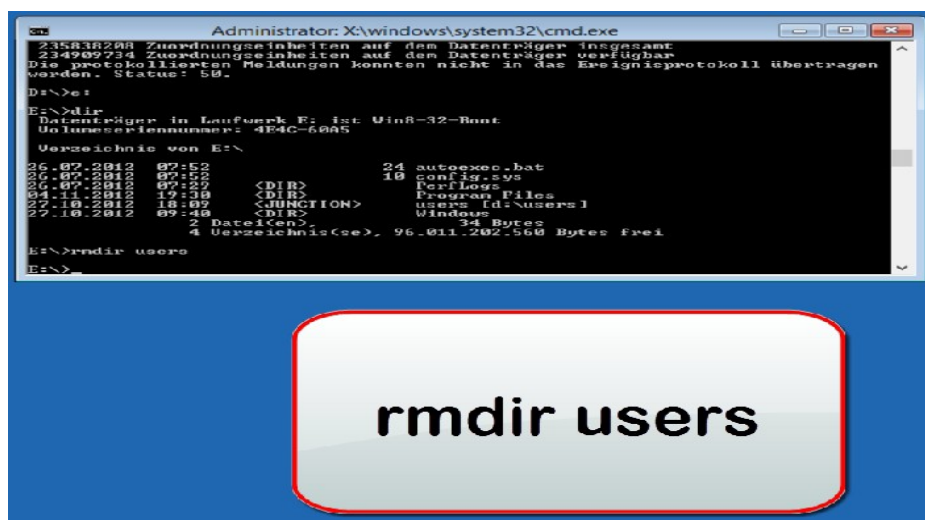 Administrator: X:\windows\system32\cmd.exe
235838208 Zuordnungseinheiten auf dem Datenträger insgesamt
234909734 Zuordnungseinheiten auf dem Datenträger verfügbar
Die protokollierten Meldungen konnten nicht in das Ereignisprotokoll übertragen
werden. Status: 50.
D:\>e:
E:\>dir
Datenträger in Laufwerk E: ist Win8-32-Boot
Volumeseriennummer: 4E4C-60A5
Verzeichnis von E:\
26.07.2012 07:52 24 autoexec.bat
26.07.2012 07:52 10 config.sys
26.07.2012 07:27 <DIR> PerfLogs
04.11.2012 19:30 <DIR> Program Files
27.10.2012 18:09 <JUNCTION> users [d:\users]
27.10.2012 09:40 <DIR> Windows
2 Datei(en), 34 Bytes
4 Verzeichnis(se), 96.011.202.560 Bytes frei
E:\>rmdir users
E:\>_
rmdir users